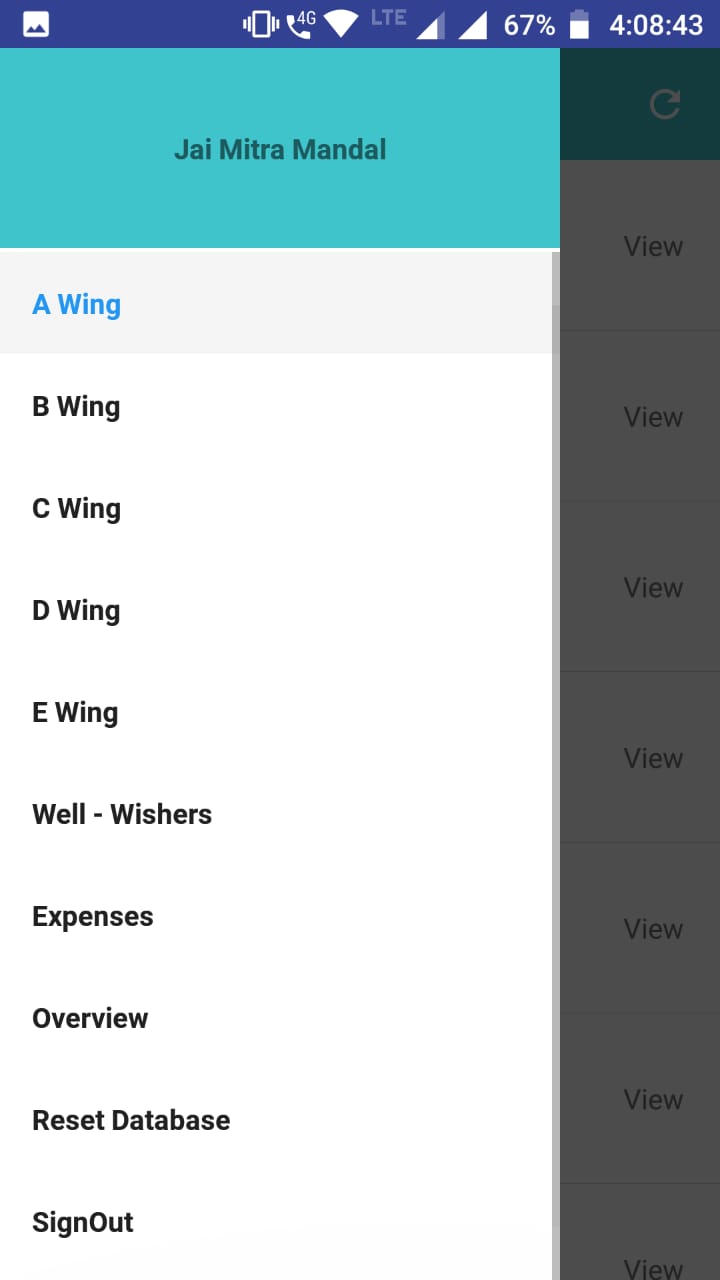 4G LTE 67% 4:08:43
Jai Mitra Mandal
A Wing
B Wing
C Wing
D Wing
E Wing
Well - Wishers
Expenses
Overview
Reset Database
SignOut
View
View
View
View
View
View
View